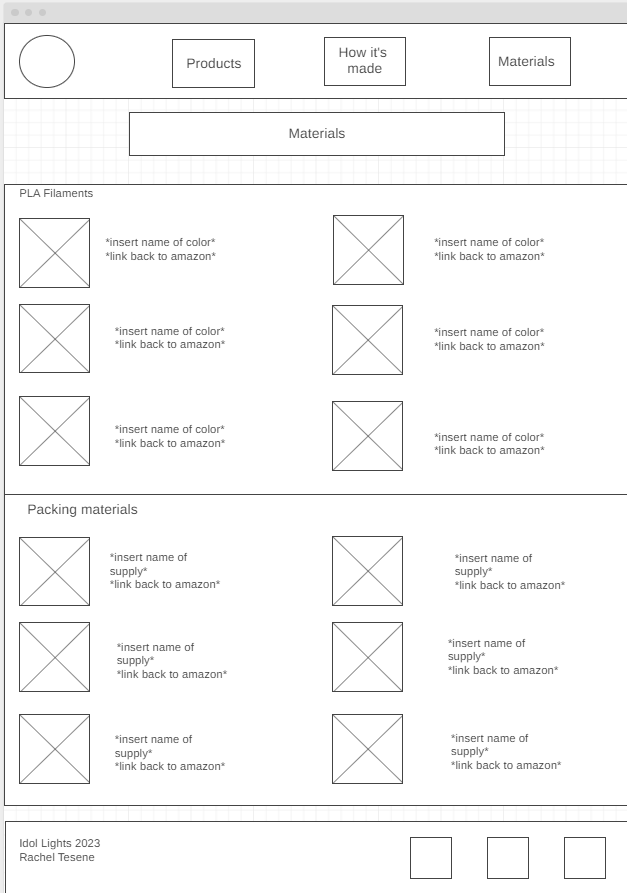 Products
How it's
made
Materials
Materials
PLA Filaments
*insert name of color*
*link back to amazon*
*insert name of color*
*link back to amazon*
*insert name of color*
*link back to amazon*
*insert name of color*
*link back to amazon*
*insert name of color*
*link back to amazon*
*insert name of color*
*link back to amazon*
Packing materials
*insert name of
supply*
*link back to amazon*
*insert name of
supply*
*link back to amazon*
*insert name of
supply*
*link back to amazon*
*insert name of
supply*
*link back to amazon*
*insert name of
supply*
*link back to amazon*
*insert name of
supply*
*link back to amazon*
Idol Lights 2023
Rachel Tesene